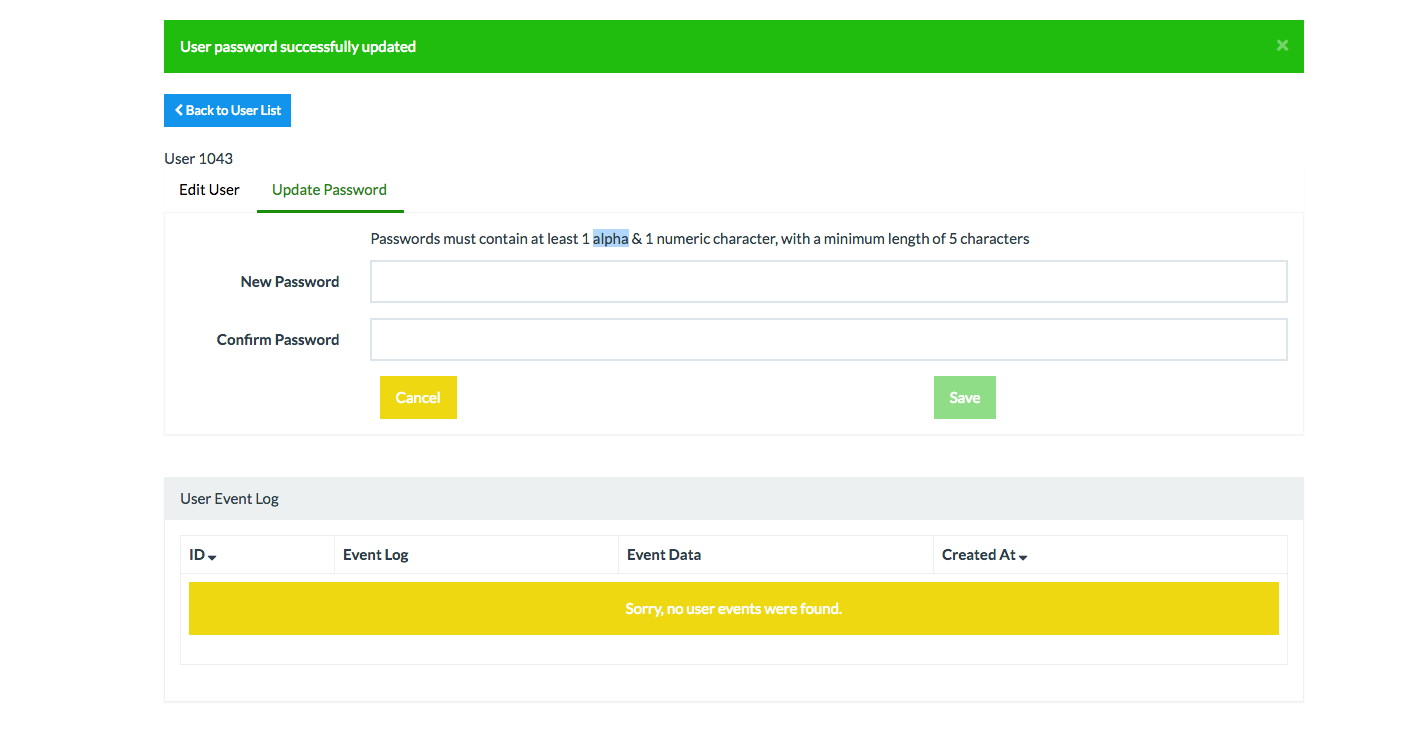 User password successfully updated ×
Back to User List
User 1043
Edit User Update Password
Passwords must contain at least 1 alpha & 1 numeric character, with a minimum length of 5 characters
New Password
Confirm Password
Cancel Save
User Event Log
ID Event Log Event Data Created At
Sorry, no user events were found.